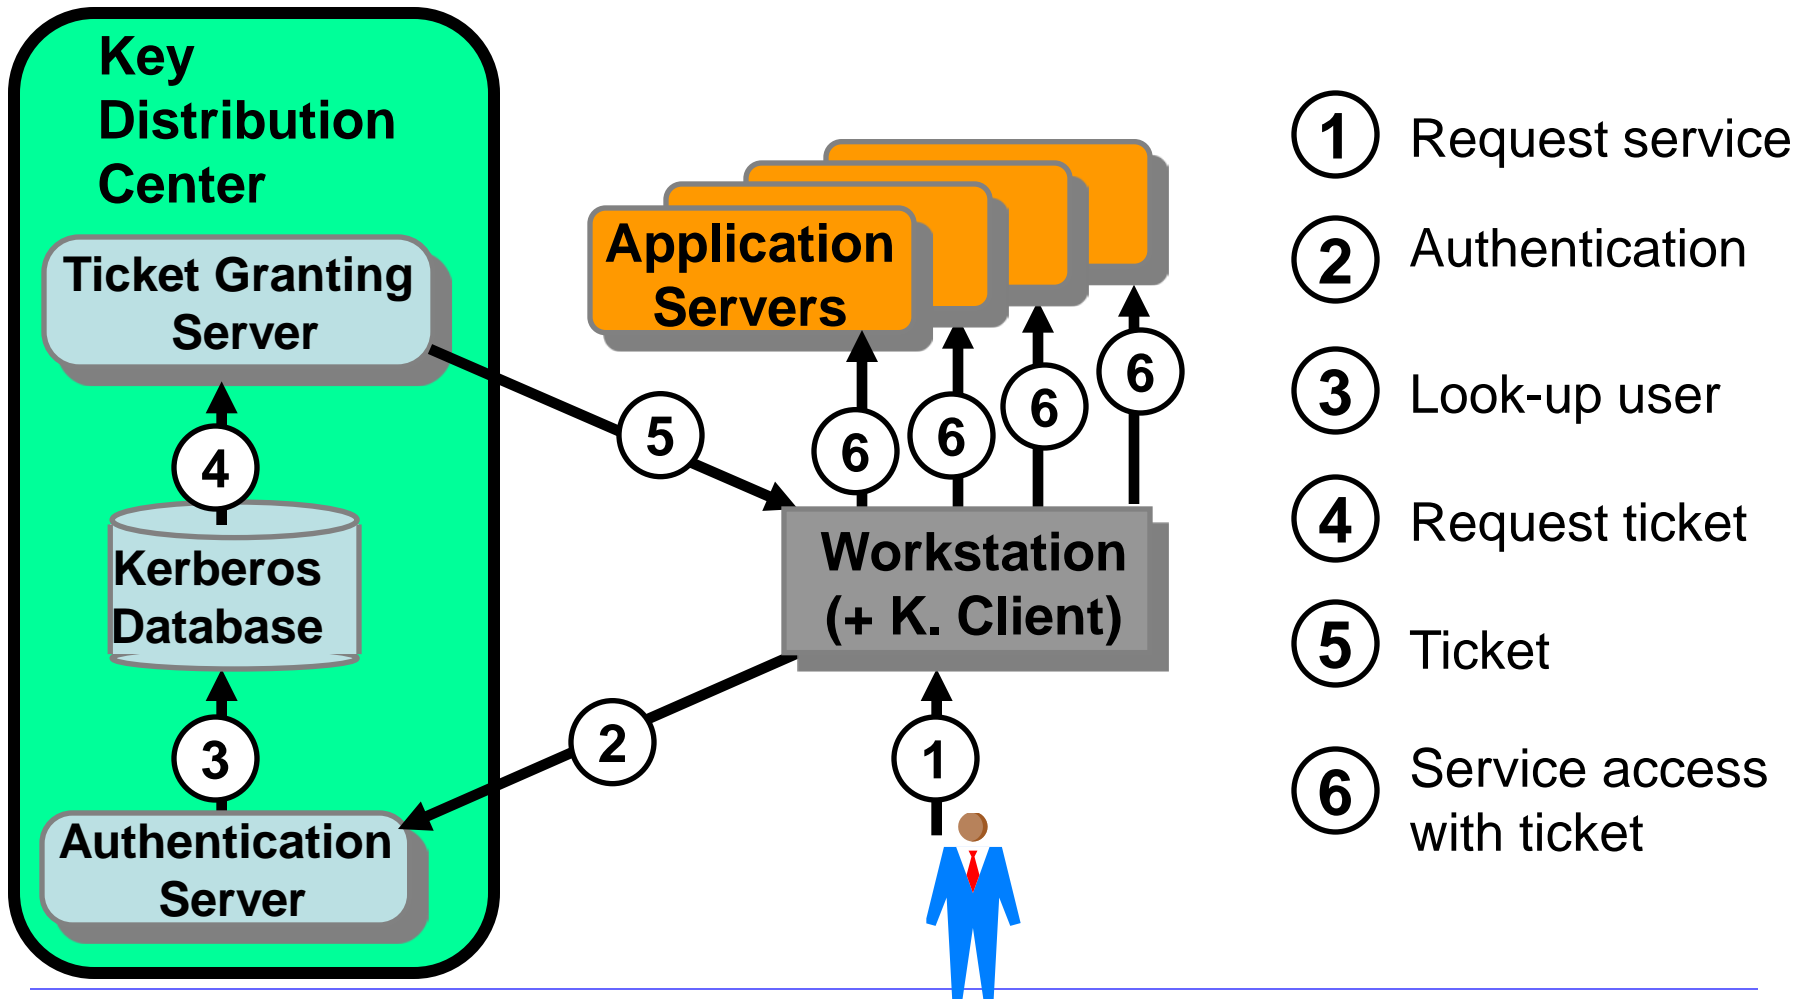 Key
Distribution
Center
Ticket Granting
Server
4
Kerberos
Database
3
Authentication
Server
5
2
Application
Servers
6
6
6
6
Workstation
(+ K. Client)
1
1 Request service
2 Authentication
3 Look-up user
4 Request ticket
5 Ticket
6 Service access
with ticket